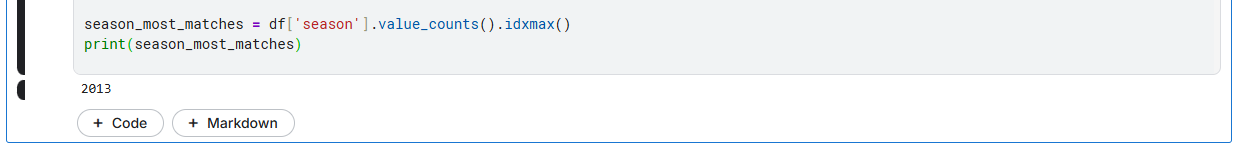 season_most_matches = df['season'].value_counts().idxmax()
print(season_most_matches)
2013
+ Code + Markdown